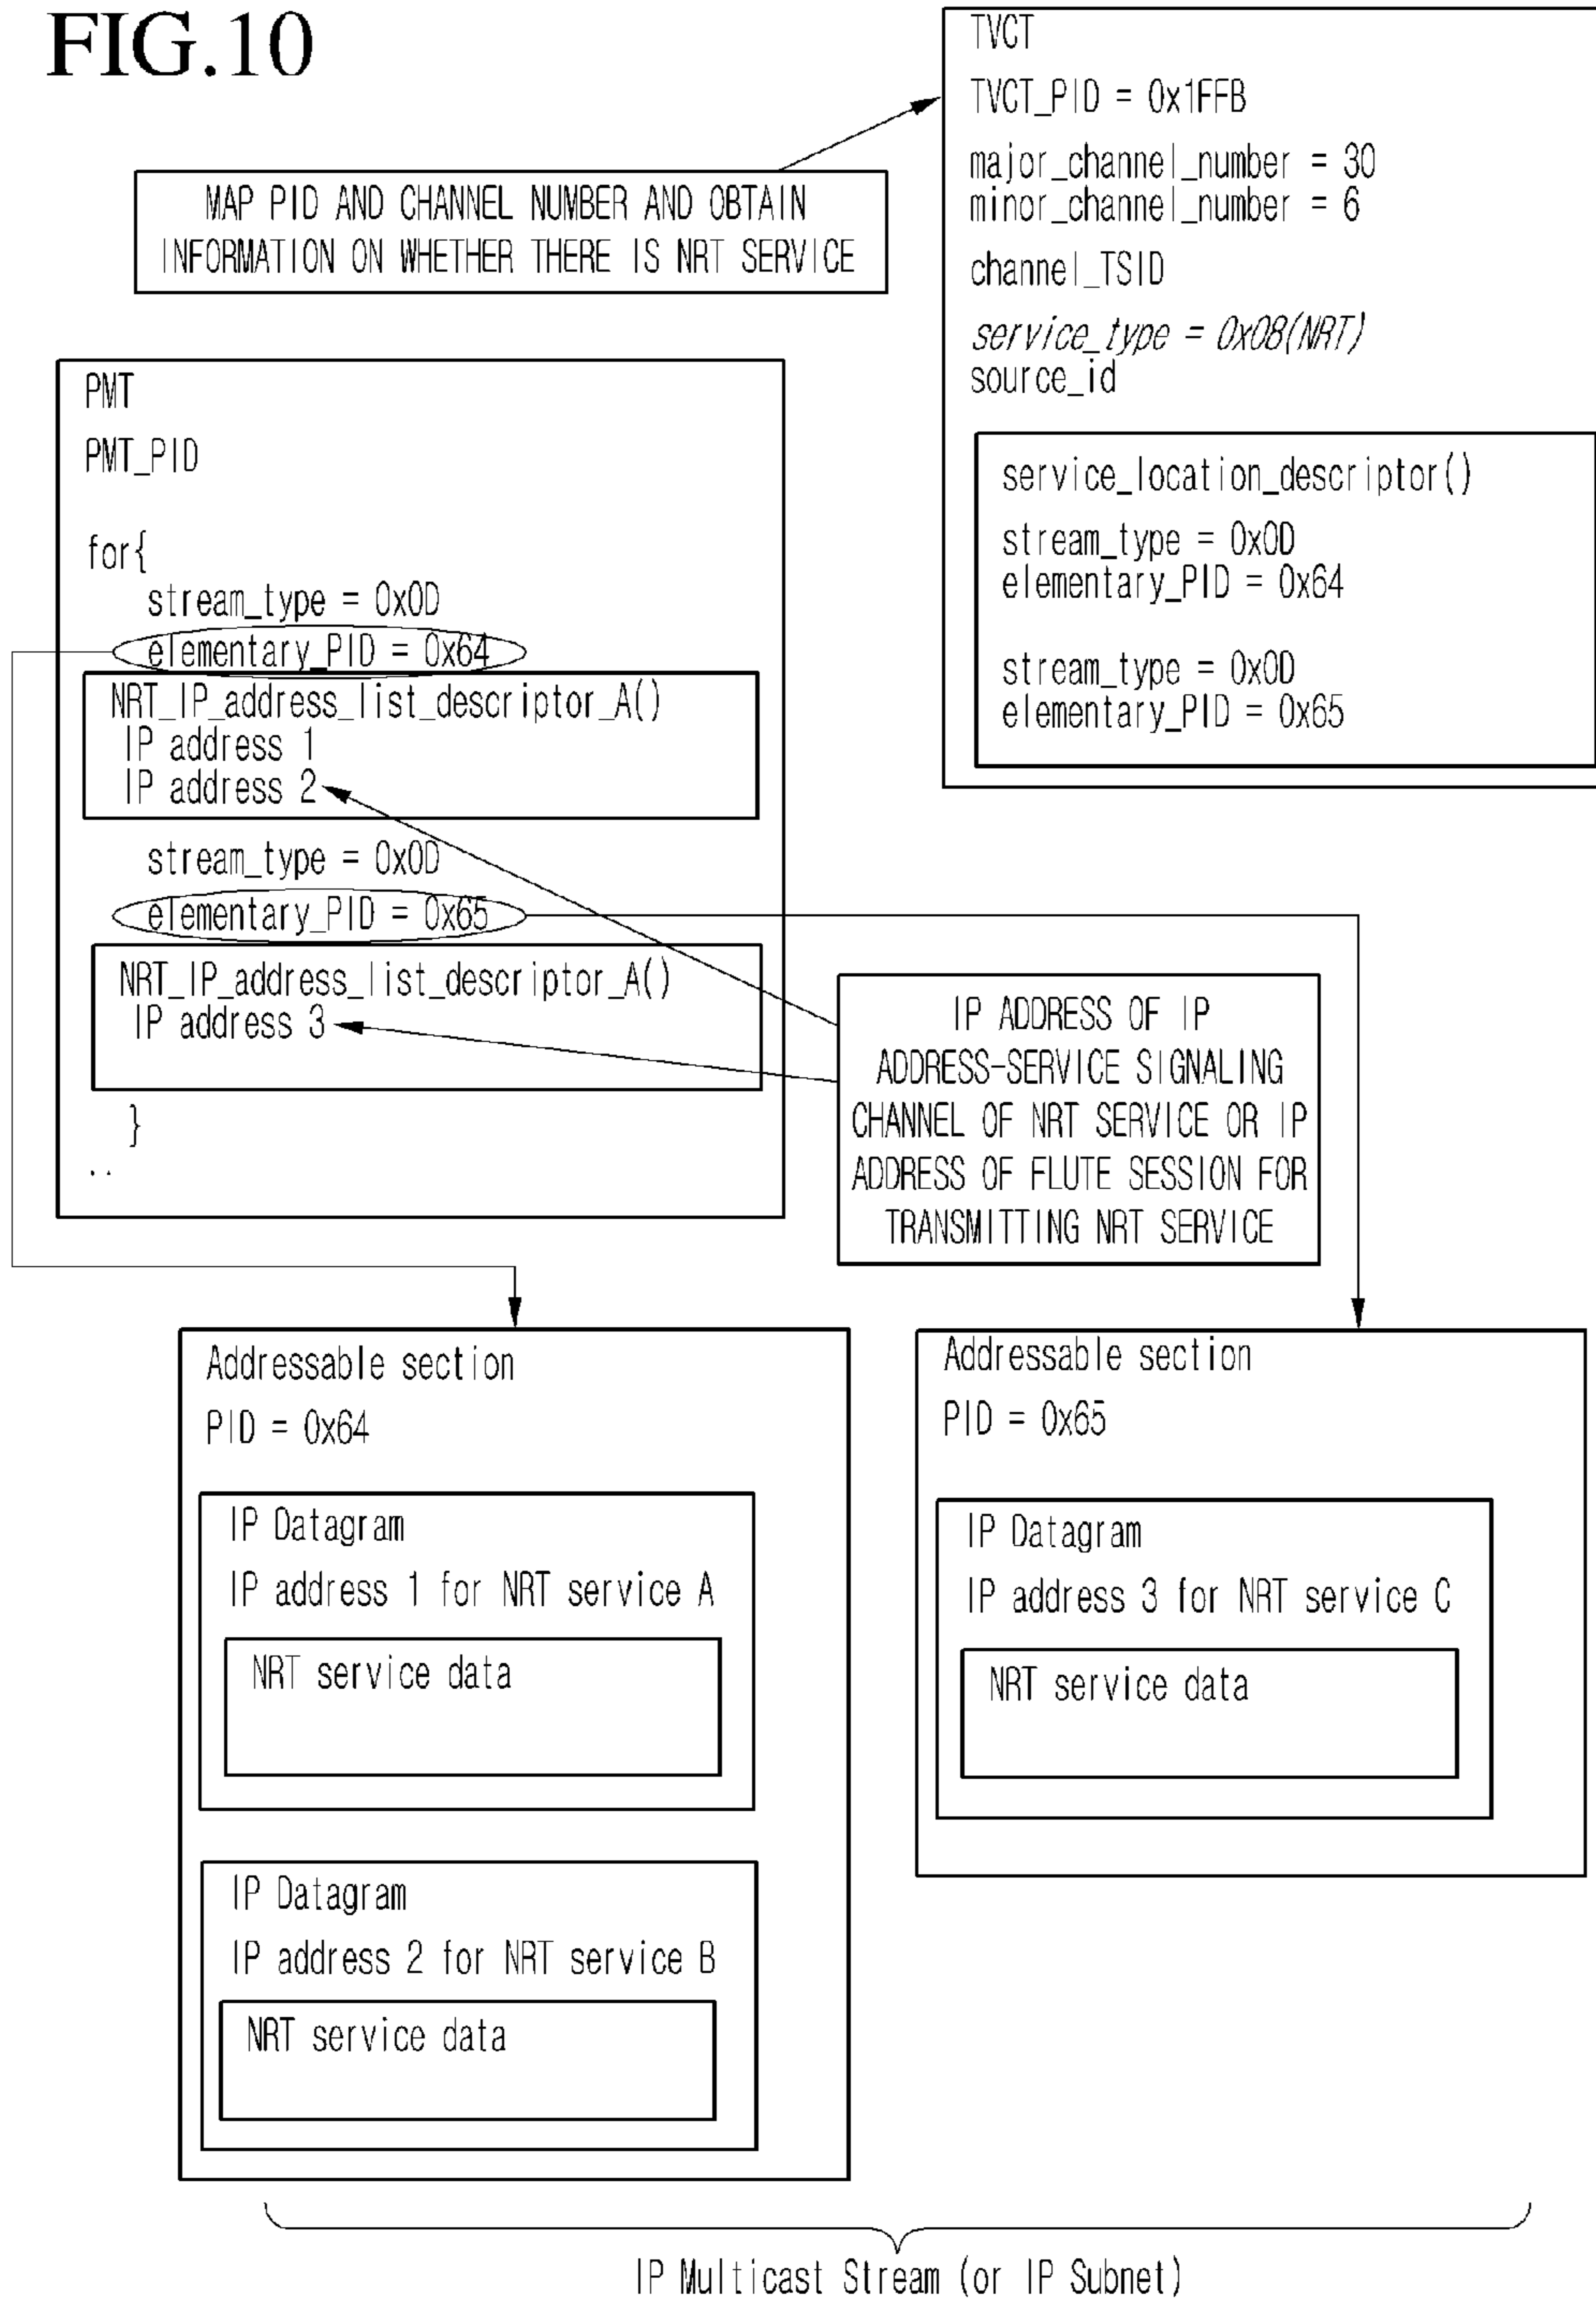 FIG.10
TVCT
TVCT_PID = 0x1FFB
major_channel_number = 30
minor_channel_number = 6
channel_TSID
service_type = 0x08(NRT)
source_id
service_location_descriptor()
stream_type = 0x0D
elementary_PID = 0x64
stream_type = 0x0D
elementary_PID = 0x65
MAP PID AND CHANNEL NUMBER AND OBTAIN
INFORMATION ON WHETHER THERE IS NRT SERVICE
PMT
PMT_PID
for{
stream_type = 0x0D
elementary_PID = 0x64
NRT_IP_address_list_descriptor_A()
IP address 1
IP address 2
stream_type = 0x0D
elementary_PID = 0x65
NRT_IP_address_list_descriptor_A()
IP address 3
}
..
IP ADDRESS OF IP
ADDRESS-SERVICE SIGNALING
CHANNEL OF NRT SERVICE OR IP
ADDRESS OF FLUTE SESSION FOR
TRANSMITTING NRT SERVICE
Addressable section
PID = 0x64
IP Datagram
IP address 1 for NRT service A
NRT service data
IP Datagram
IP address 2 for NRT service B
NRT service data
Addressable section
PID = 0x65
IP Datagram
IP address 3 for NRT service C
NRT service data
IP Multicast Stream (or IP Subnet)